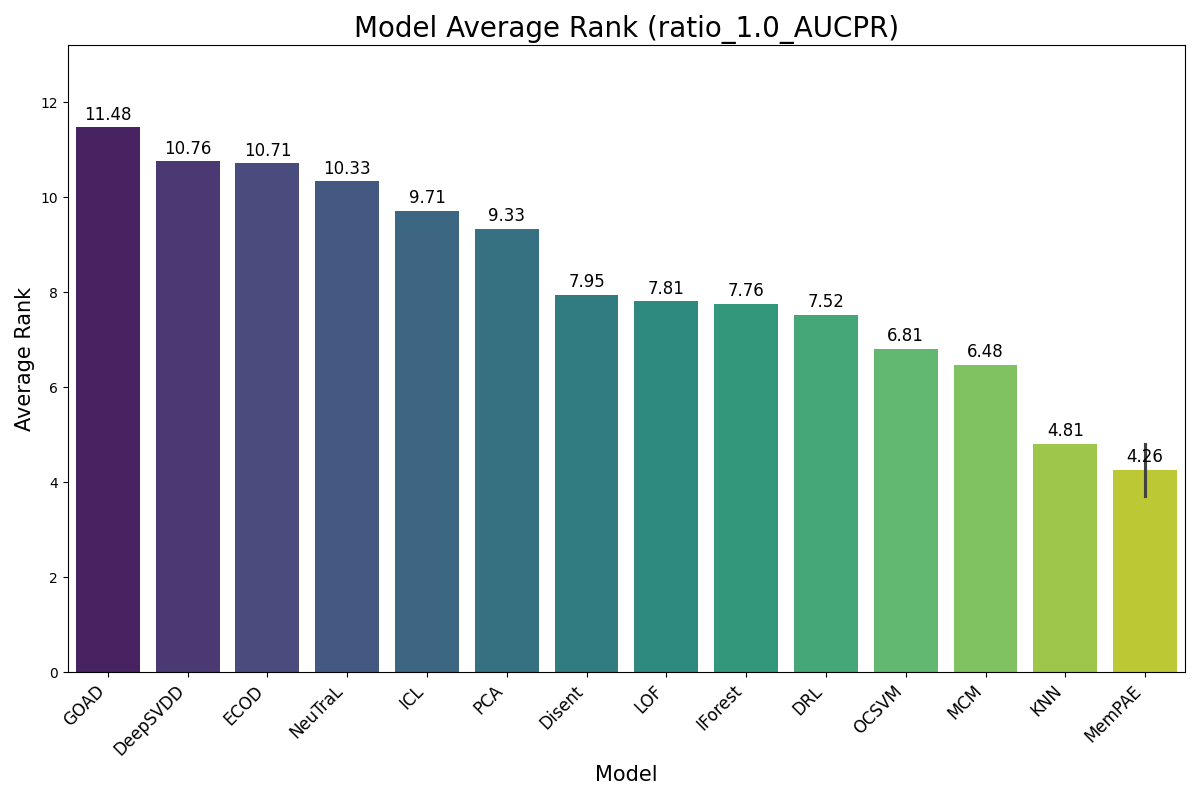 Model Average Rank (ratio_1.0_AUCPR)
Average Rank
12
10
8
6
4
2
0
11.48
10.76
10.71
10.33
9.71
9.33
7.95
7.81
7.76
7.52
6.81
6.48
4.81
4.26
GOAD
DeepSVDD
ECOD
NeuTraL
ICL
PCA
Disent
LOF
IForest
DRL
OCSVM
MCM
KNN
MemPAE
Model